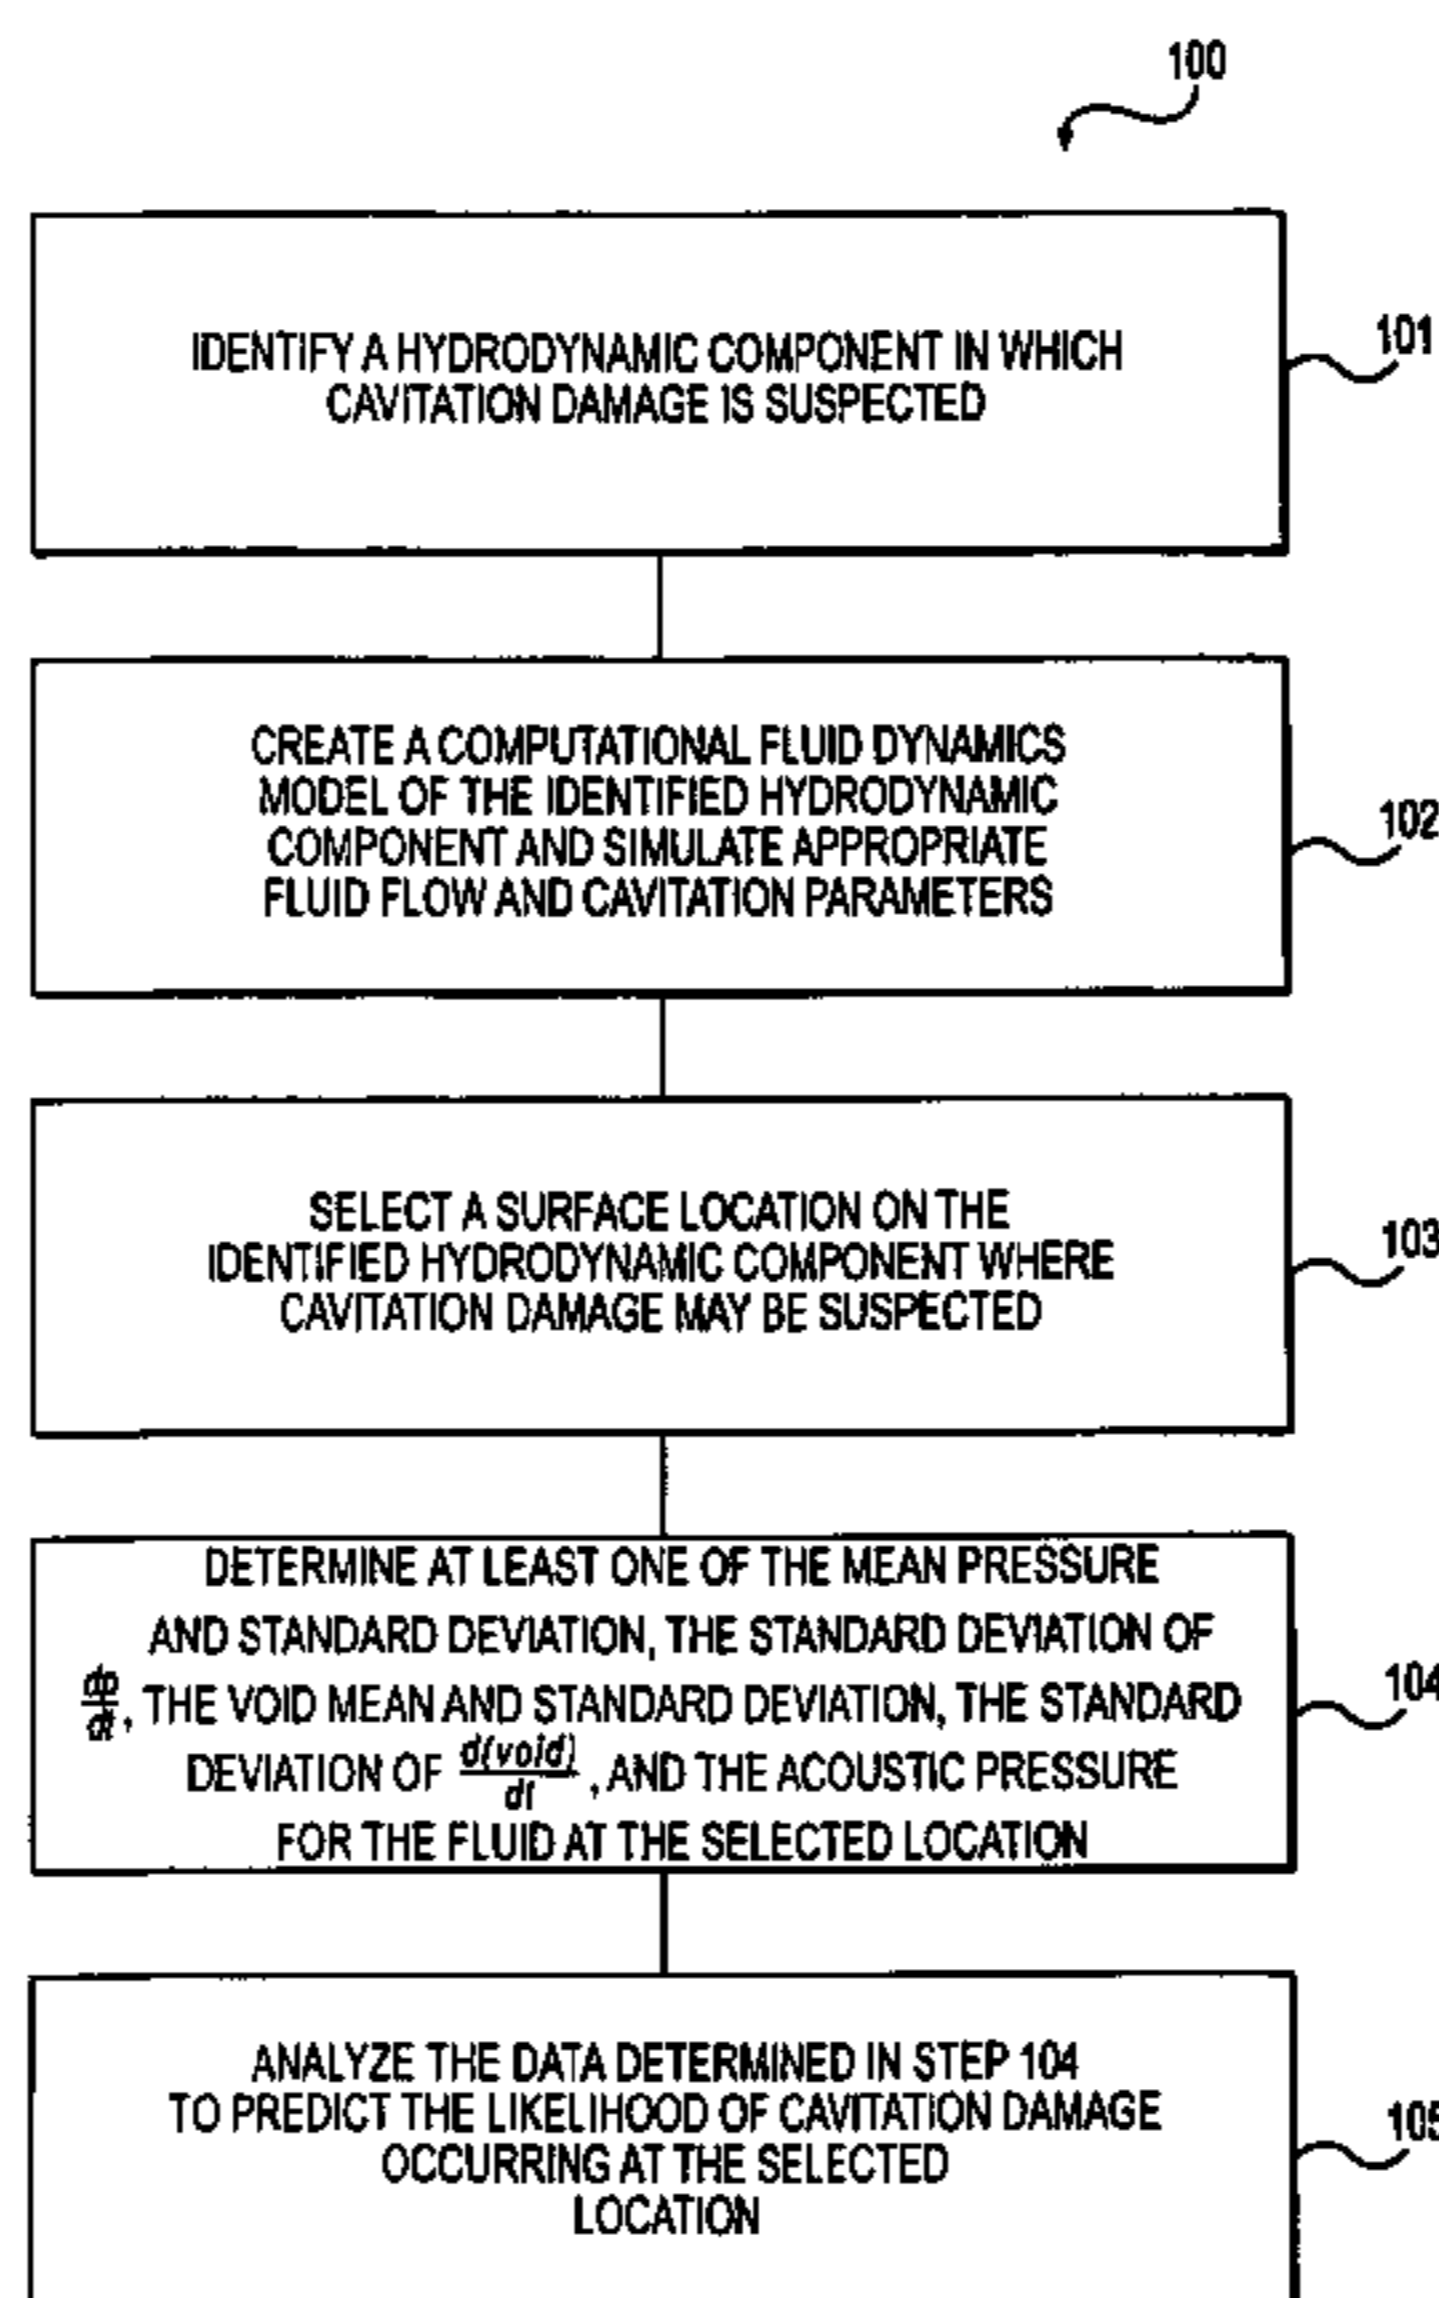 100
IDENTIFY A HYDRODYNAMIC COMPONENT IN WHICH
CAVITATION DAMAGE IS SUSPECTED
101
CREATE A COMPUTATIONAL FLUID DYNAMICS
MODEL OF THE IDENTIFIED HYDRODYNAMIC
COMPONENT AND SIMULATE APPROPRIATE
FLUID FLOW AND CAVITATION PARAMETERS
102
SELECT A SURFACE LOCATION ON THE
IDENTIFIED HYDRODYNAMIC COMPONENT WHERE
CAVITATION DAMAGE MAY BE SUSPECTED
103
DETERMINE AT LEAST ONE OF THE MEAN PRESSURE
AND STANDARD DEVIATION, THE STANDARD DEVIATION OF
dp/dt, THE VOID MEAN AND STANDARD DEVIATION, THE STANDARD
DEVIATION OF d(void)/dt, AND THE ACOUSTIC PRESSURE
FOR THE FLUID AT THE SELECTED LOCATION
104
ANALYZE THE DATA DETERMINED IN STEP 104
TO PREDICT THE LIKELIHOOD OF CAVITATION DAMAGE
OCCURRING AT THE SELECTED
LOCATION
105